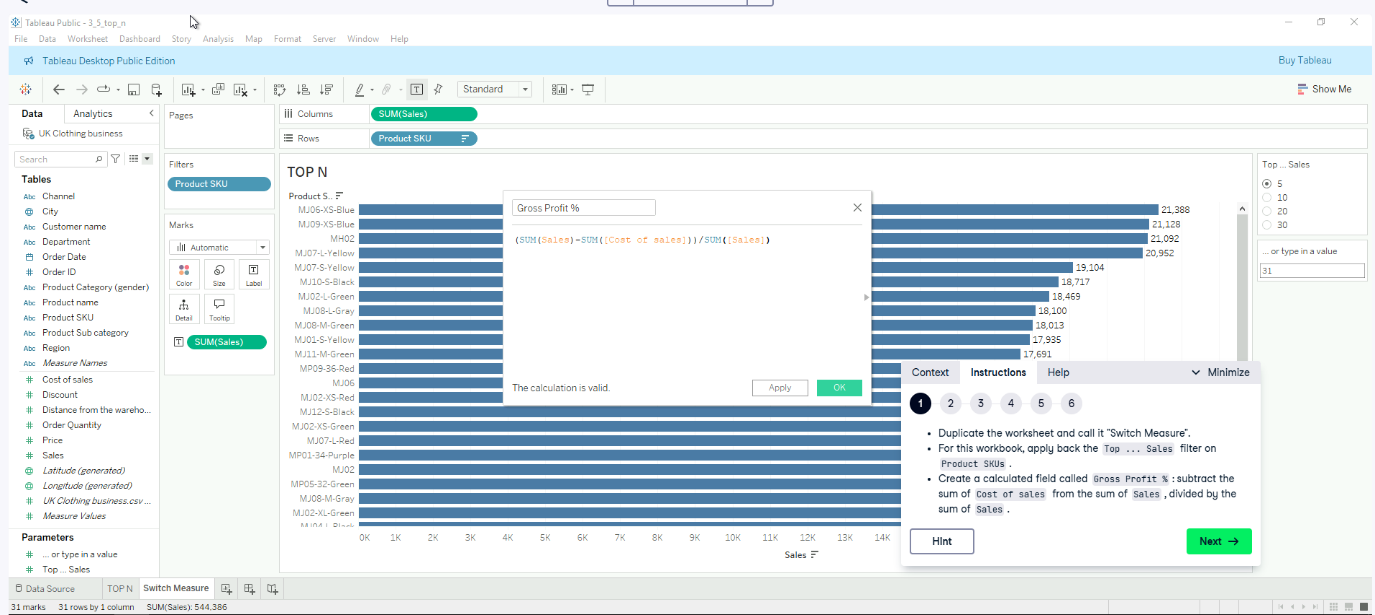 Tableau Public - 3_5_top_n
File Data Worksheet Dashboard Story Analysis Map Format Server Window Help
Tableau Desktop Public Edition Buy Tableau
Standard Show Me
Data Analytics
UK Clothing business
Search
Tables
Abc Channel
City
Abc Customer name
Abc Department
Order Date
# Order ID
Abc Product Category (gender)
Abc Product name
Abc Product SKU
Abc Product Sub category
Abc Region
Abc Measure Names
# Cost of sales
# Discount
# Distance from the wareho...
# Order Quantity
# Price
# Sales
Latitude (generated)
Longitude (generated)
# UK Clothing business.csv ...
# Measure Values
Parameters
# ... or type in a value
# Top ... Sales
Pages
Filters
Product SKU
Marks
Automatic
Color Size Label
Detail Tooltip
SUM(Sales)
Columns SUM(Sales)
Rows Product SKU
TOP N
Product S..
MJ06-XS-Blue 21,388
MJ09-XS-Blue 21,128
MH02 21,092
MJ07-L-Yellow 20,952
MJ07-S-Yellow 19,104
MJ10-S-Black 18,717
MJ02-L-Green 18,469
MJ08-L-Gray 18,100
MJ08-M-Green 18,013
MJ01-S-Yellow 17,935
MJ11-M-Green 17,691
MP09-36-Red
MJ06
MJ02-XS-Red
MJ12-S-Black
MJ02-XS-Green
MJ07-L-Red
MP01-34-Purple
MJ02
MP05-32-Green
MJ08-M-Gray
MJ02-XL-Green
MJ04-L-Black
0K 1K 2K 3K 4K 5K 6K 7K 8K 9K 10K 11K 12K 13K 14K
Sales
Gross Profit %
(SUM(Sales)-SUM([Cost of sales]))/SUM([Sales])
The calculation is valid.
Apply OK
Top ... Sales
5
10
20
30
... or type in a value
31
Context Instructions Help Minimize
1 2 3 4 5 6
• Duplicate the worksheet and call it "Switch Measure".
• For this workbook, apply back the Top ... Sales filter on
Product SKUs .
• Create a calculated field called Gross Profit % : subtract the
sum of Cost of sales from the sum of Sales , divided by the
sum of Sales .
Hint Next →
Data Source TOP N Switch Measure
31 marks 31 rows by 1 column SUM(Sales): 544,386